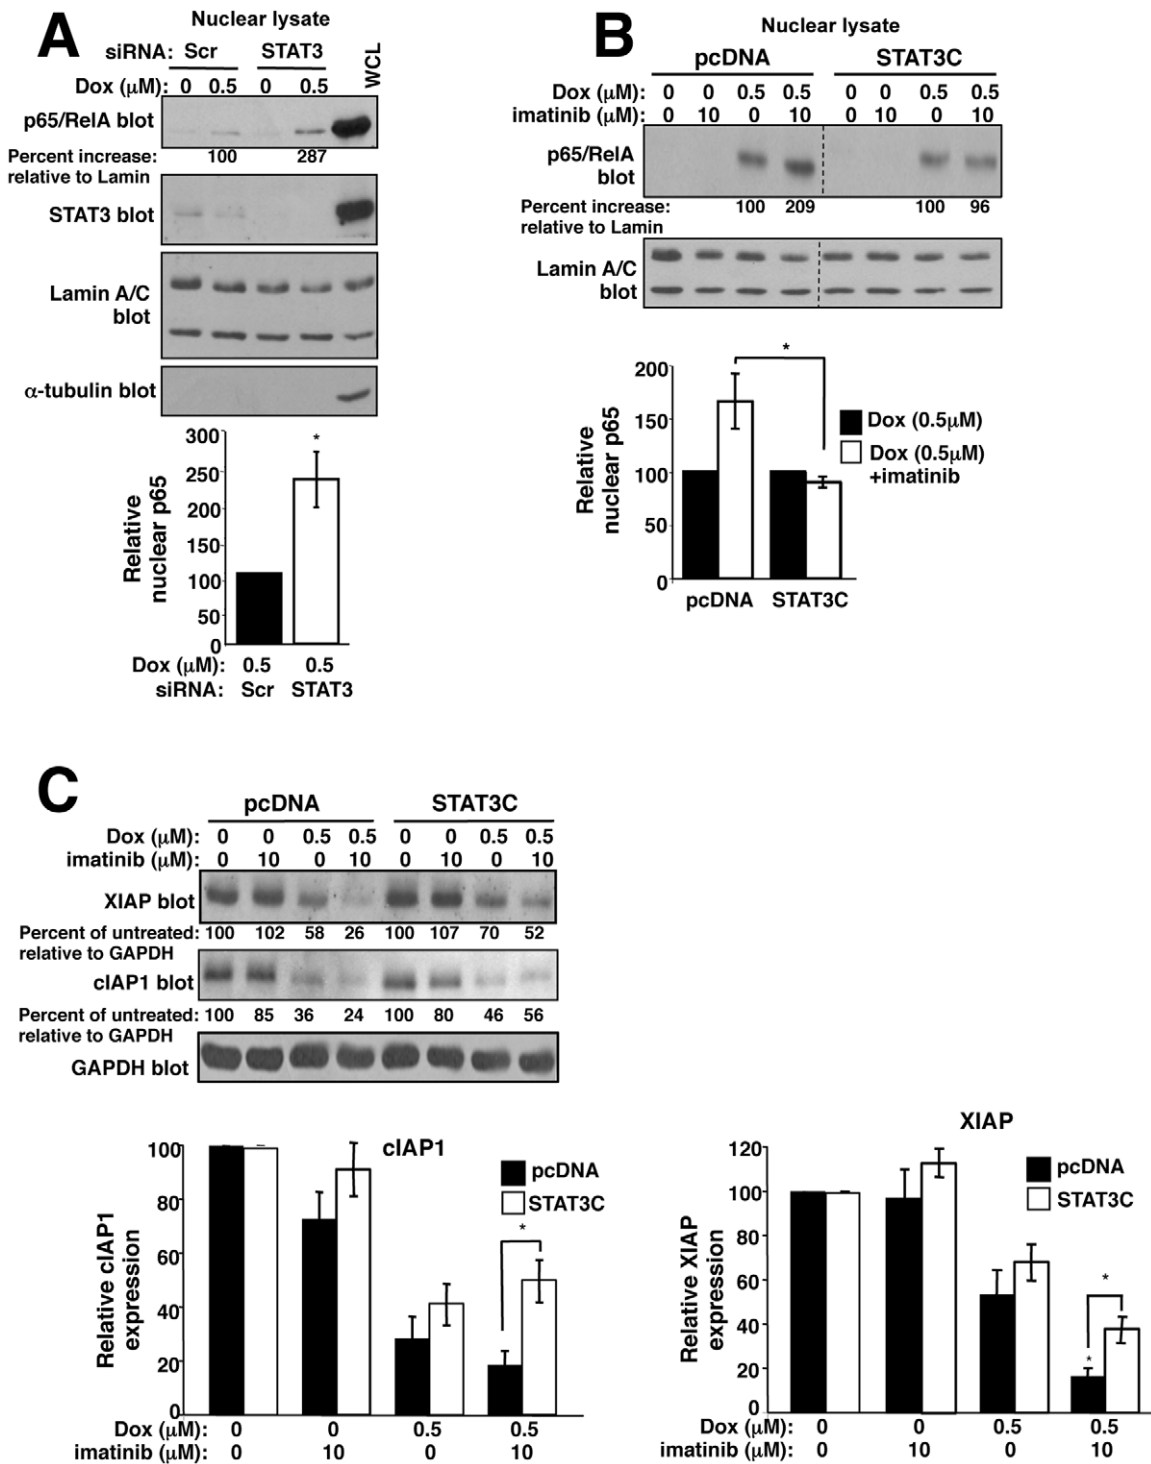 A
Nuclear lysate
siRNA: Scr STAT3 WCL
Dox (μM): 0 0.5 0 0.5
p65/RelA blot
Percent increase: 100 287
relative to Lamin
STAT3 blot
Lamin A/C
blot
α-tubulin blot
300
250
200
150
100
50
0
Relative
nuclear p65
*
Dox (μM): 0.5 0.5
siRNA: Scr STAT3
B
Nuclear lysate
pcDNA STAT3C
Dox (μM): 0 0 0.5 0.5 0 0 0.5 0.5
imatinib (μM): 0 10 0 10 0 10 0 10
p65/RelA
blot
Percent increase: 100 209 100 96
relative to Lamin
Lamin A/C
blot
200
150
100
50
0
Relative
nuclear p65
*
Dox (0.5μM)
Dox (0.5μM)
+imatinib
pcDNA STAT3C
C
pcDNA STAT3C
Dox (μM): 0 0 0.5 0.5 0 0 0.5 0.5
imatinib (μM): 0 10 0 10 0 10 0 10
XIAP blot
Percent of untreated: 100 102 58 26 100 107 70 52
relative to GAPDH
cIAP1 blot
Percent of untreated: 100 85 36 24 100 80 46 56
relative to GAPDH
GAPDH blot
cIAP1
100
80
60
40
20
0
Relative cIAP1
expression
pcDNA
STAT3C
*
Dox (μM): 0 0 0.5 0.5
imatinib (μM): 0 10 0 10
XIAP
120
100
80
60
40
20
0
Relative XIAP
expression
pcDNA
STAT3C
*
*
Dox (μM): 0 0 0.5 0.5
imatinib (μM): 0 10 0 10